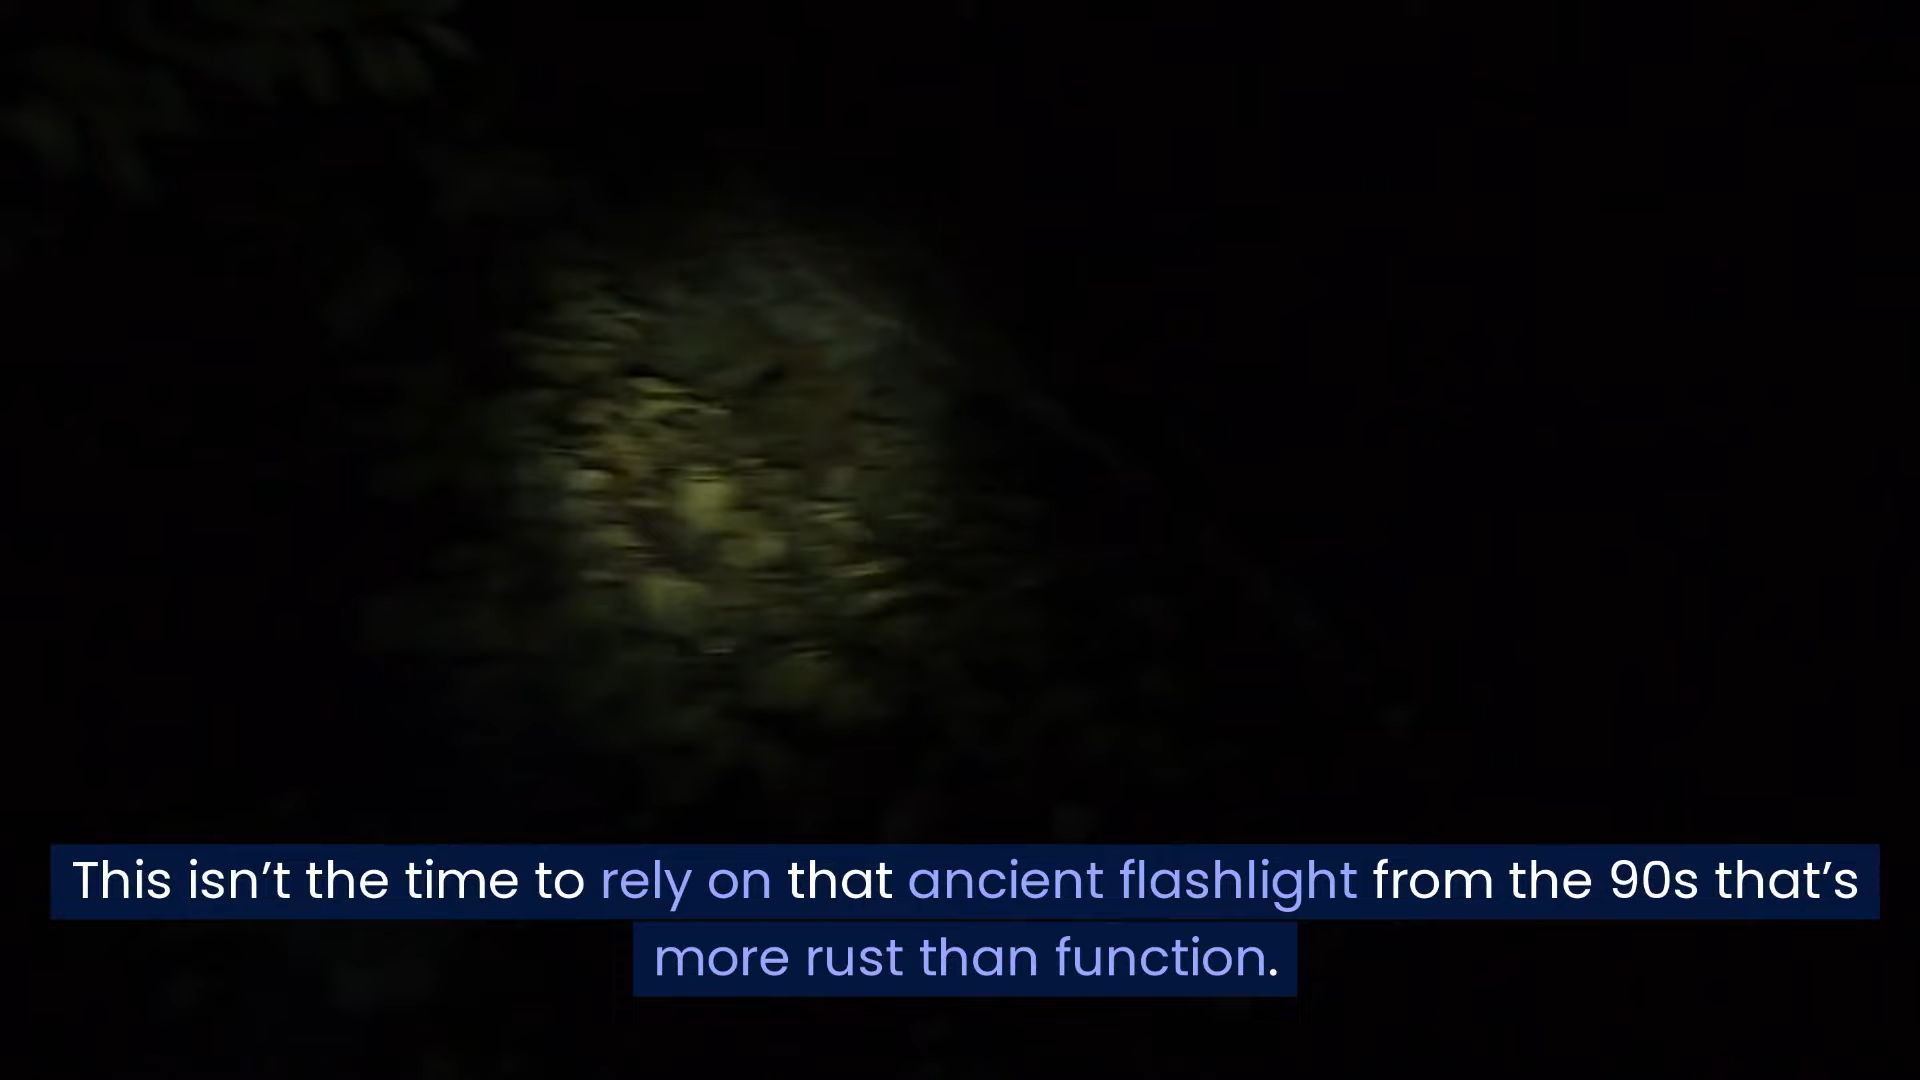 This isn’t the time to rely on that ancient flashlight from the 90s that’s
more rust than function.